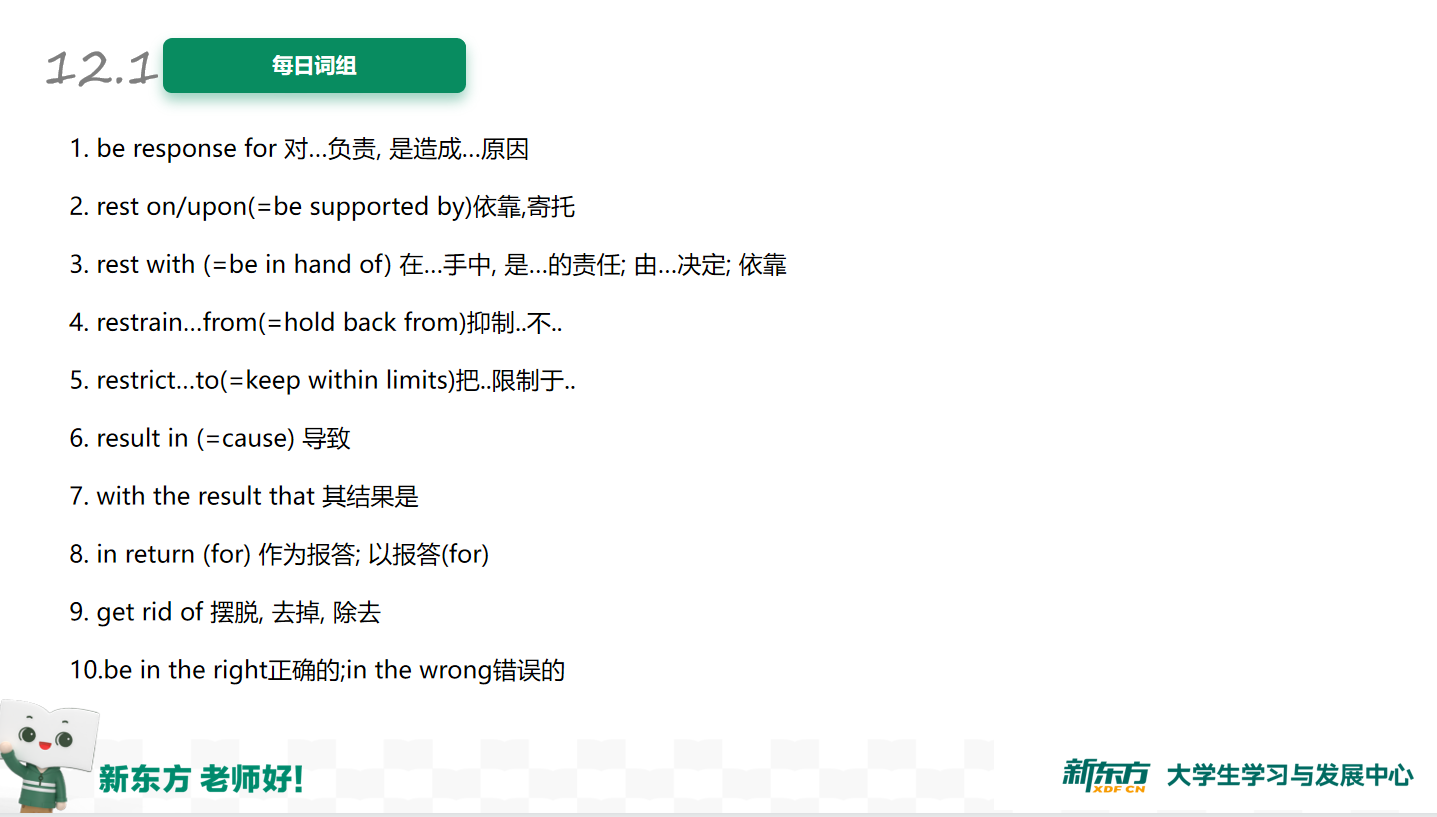 12.1 每日词组
1. be response for 对...负责, 是造成...原因
2. rest on/upon(=be supported by)依靠,寄托
3. rest with (=be in hand of) 在...手中, 是...的责任; 由...决定; 依靠
4. restrain...from(=hold back from)抑制..不..
5. restrict...to(=keep within limits)把..限制于..
6. result in (=cause) 导致
7. with the result that 其结果是
8. in return (for) 作为报答; 以报答(for)
9. get rid of 摆脱, 去掉, 除去
10.be in the right正确的;in the wrong错误的
新东方 老师好!
新东方 XDF.CN 大学生学习与发展中心